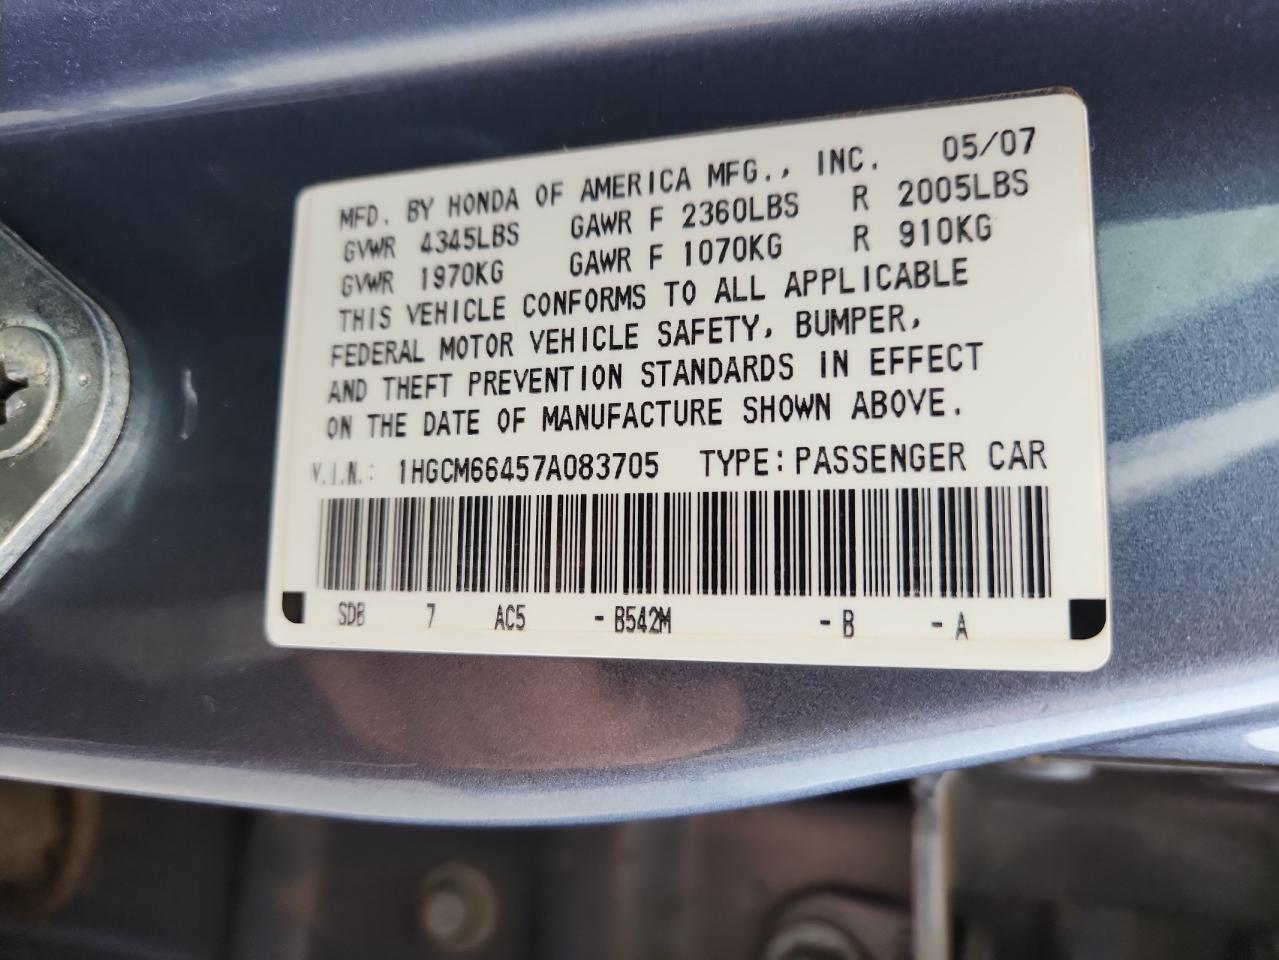 MFD. BY HONDA OF AMERICA MFG., INC. 05/07
GVWR 4345LBS GAWR F 2360LBS R 2005LBS
GVWR 1970KG GAWR F 1070KG R 910KG
THIS VEHICLE CONFORMS TO ALL APPLICABLE
FEDERAL MOTOR VEHICLE SAFETY, BUMPER,
AND THEFT PREVENTION STANDARDS IN EFFECT
ON THE DATE OF MANUFACTURE SHOWN ABOVE.
V.I.N.: 1HGCM66457A083705 TYPE: PASSENGER CAR
SDB 7 AC5 - B542M - B - A